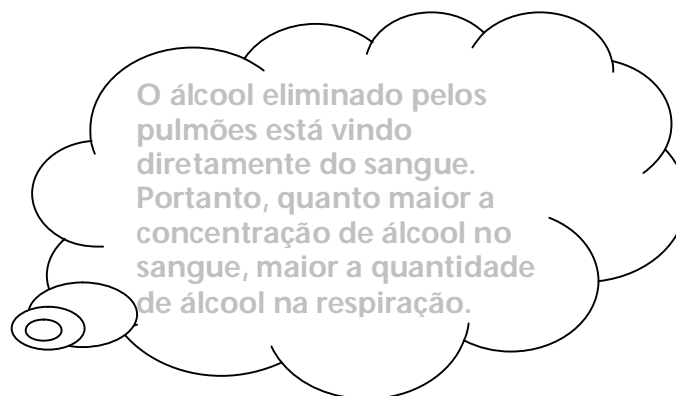 O álcool eliminado pelos
pulmões está vindo
diretamente do sangue.
Portanto, quanto maior a
concentração de álcool no
sangue, maior a quantidade
de álcool na respiração.